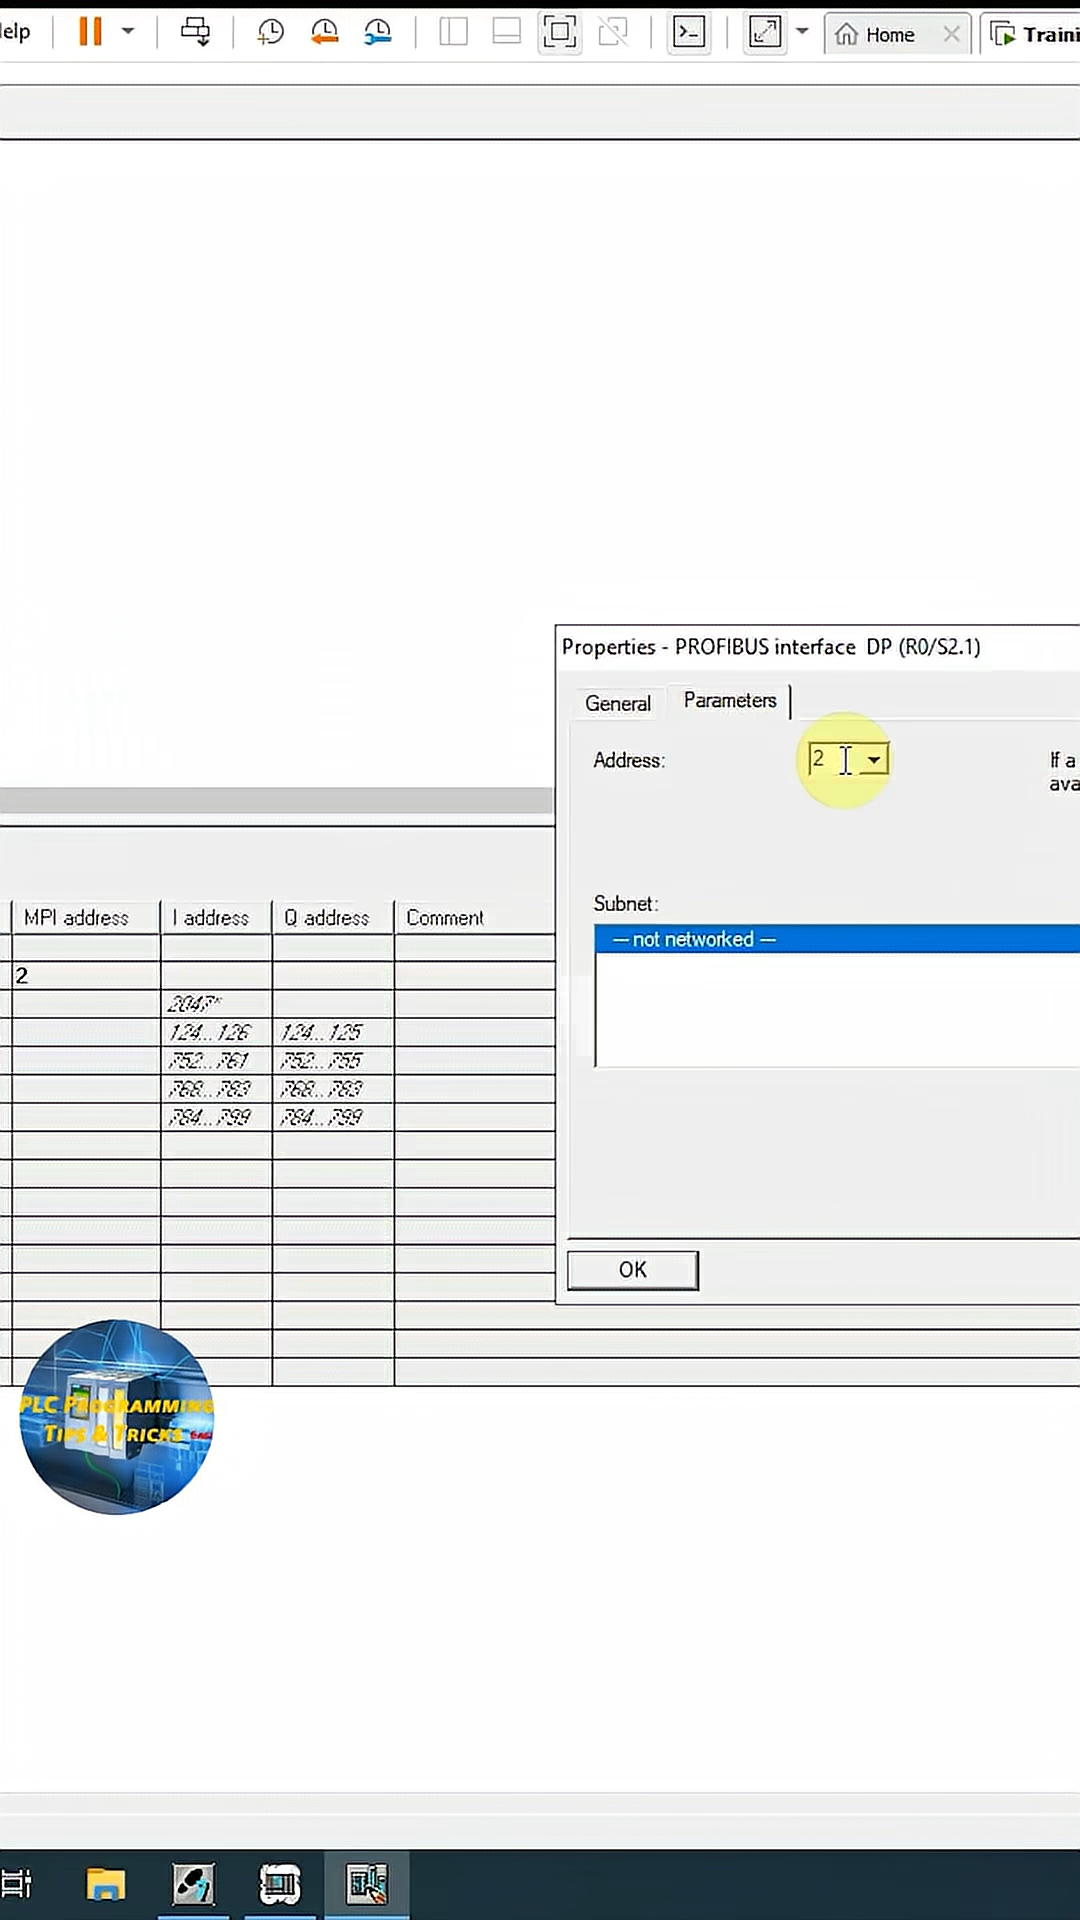 elp
Home
Traini
Properties - PROFIBUS interface DP (R0/S2.1)
General
Parameters
Address:
2
If a
ava
Subnet:
--- not networked ---
MPI address
I address
Q address
Comment
2
2047*
124...126
124...125
752...761
752...755
768...783
768...783
784...799
784...799
OK
PLC PROGRAMMING
TIPS & TRICKS